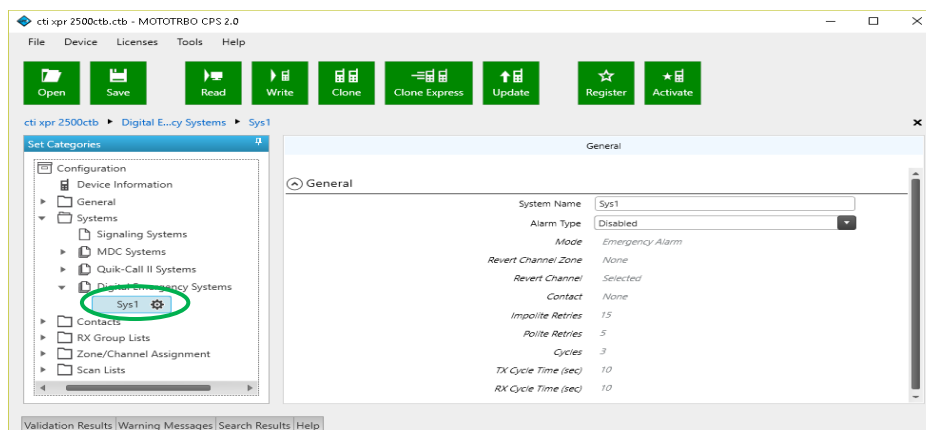 cti xpr 2500ctb.ctb - MOTOTRBO CPS 2.0
File Device Licenses Tools Help
Open Save Read Write Clone Clone Express Update Register Activate
cti xpr 2500ctb Digital E...cy Systems Sys1
Set Categories
Configuration
Device Information
General
Systems
Signaling Systems
MDC Systems
Quik-Call II Systems
Digital Emergency Systems
Sys1
Contacts
RX Group Lists
Zone/Channel Assignment
Scan Lists
General
General
System Name Sys1
Alarm Type Disabled
Mode Emergency Alarm
Revert Channel Zone None
Revert Channel Selected
Contact None
Impolite Retries 15
Polite Retries 5
Cycles 3
TX Cycle Time (sec) 10
RX Cycle Time (sec) 10
Validation Results Warning Messages Search Results Help